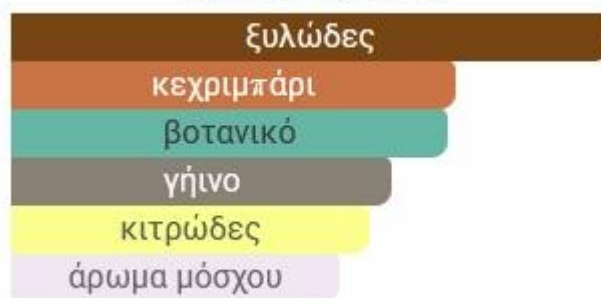 ξυλώδες
κεχριμπάρι
βοτανικό
γήινο
κιτρώδες
άρωμα μόσχου